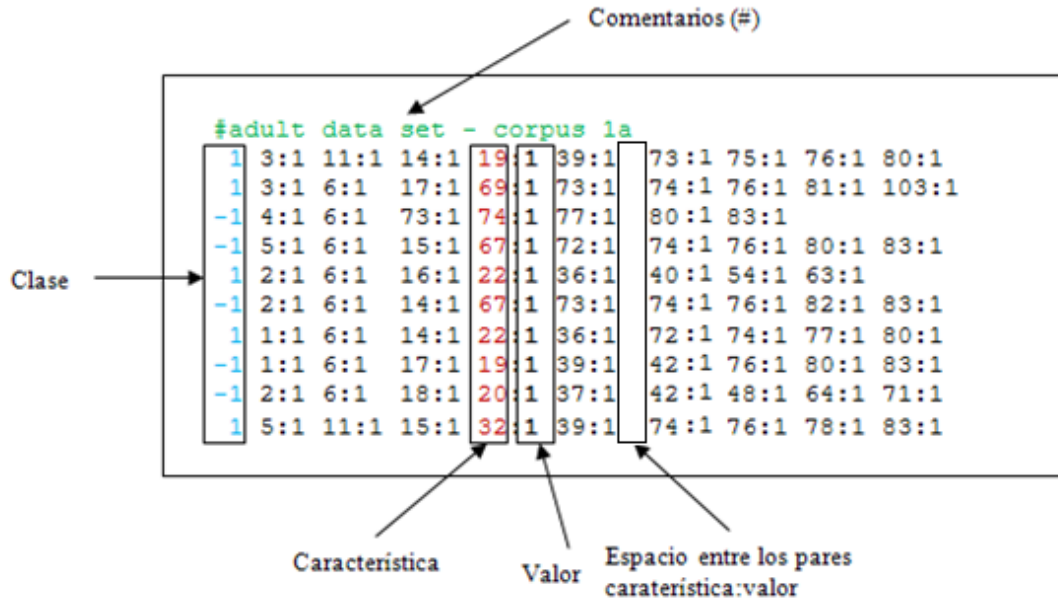 Comentarios (#)
#adult data set - corpus 1a
1 3:1 11:1 14:1 19:1 39:1 73:1 75:1 76:1 80:1
1 3:1 6:1 17:1 69:1 73:1 74:1 76:1 81:1 103:1
-1 4:1 6:1 73:1 74:1 77:1 80:1 83:1
-1 5:1 6:1 15:1 67:1 72:1 74:1 76:1 80:1 83:1
1 2:1 6:1 16:1 22:1 36:1 40:1 54:1 63:1
-1 2:1 6:1 14:1 67:1 73:1 74:1 76:1 82:1 83:1
1 1:1 6:1 14:1 22:1 36:1 72:1 74:1 77:1 80:1
-1 1:1 6:1 17:1 19:1 39:1 42:1 76:1 80:1 83:1
-1 2:1 6:1 18:1 20:1 37:1 42:1 48:1 64:1 71:1
1 5:1 11:1 15:1 32:1 39:1 74:1 76:1 78:1 83:1
Clase
Característica
Valor
Espacio entre los pares
caraterística:valor